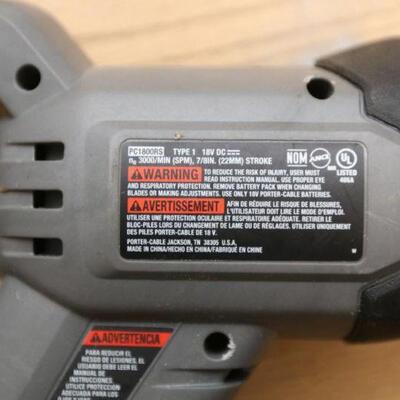 PC1800RS TYPE 1 18V DC
n0 3000/MIN (SPM), 7/8IN. (22MM) STROKE
NOM ANCE UL LISTED
406A
WARNING TO REDUCE THE RISK OF INJURY, USER MUST
READ INSTRUCTION MANUAL. USE PROPER EYE
AND RESPIRATORY PROTECTION. REMOVE BATTERY PACK WHEN CHANGING
BLADES OR MAKING ADJUSTMENTS. USE ONLY 18V PORTER-CABLE BATTERIES.
AVERTISSEMENT AFIN DE RÉDUIRE LE RISQUE DE BLESSURES,
L'UTILISATEUR DOIT LIRE LE MODE D'EMPLOI.
UTILISER UNE PROTECTION OCULAIRE ET RESPIRATOIRE ADÉQUATE. RETIRER LE
BLOC-PILES LORS DU CHANGEMENT DE LAME OU DE RÉGLAGES. UTILISER UNIQUEMENT
DES PILES PORTER-CABLE DE 18 V.
PORTER-CABLE JACKSON, TN 38305 U.S.A.
MADE IN CHINA/HECHO EN CHINA/FABRIQUÉ EN CHINE
W
ADVERTENCIA
PARA REDUCIR EL
RIESGO DE LESIONES, EL
USUARIO DEBE LEER EL
MANUAL DE
INSTRUCCIONES.
UTILICE PROTECCIÓN
ADECUADA PARA LOS